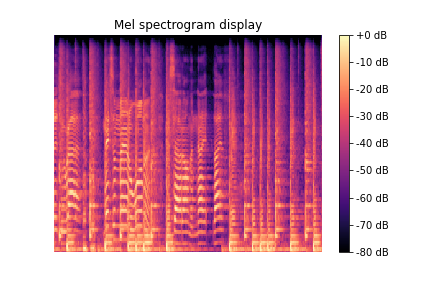 Mel spectrogram display
+0 dB
-10 dB
-20 dB
-30 dB
-40 dB
-50 dB
-60 dB
-70 dB
-80 dB